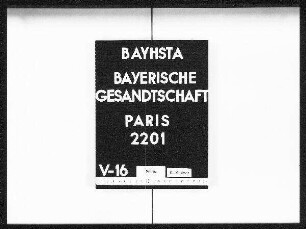 BAYHSTA
BAYERISCHE
GESANDTSCHAFT
PARIS
2201
V-16